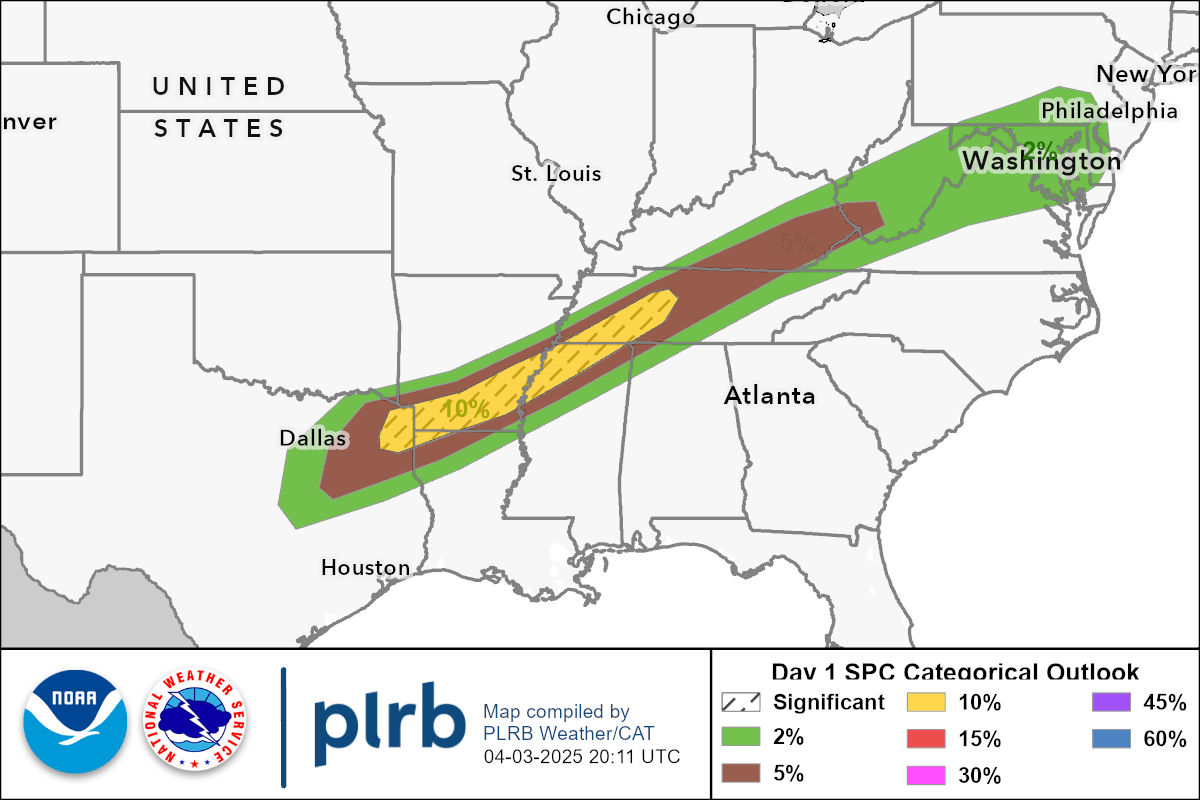 Chicago
New Yor
UNITED
nver
Philadelphia
STATES
2%
Washington
St. Louis
5%
Atlanta
10%
Dallas
Houston
Day 1 SPC Categorical Outlook
Significant
10%
45%
2%
15%
60%
5%
30%
NOAA
NATIONAL WEATHER SERVICE
plrb
Map compiled by
PLRB Weather/CAT
04-03-2025 20:11 UTC